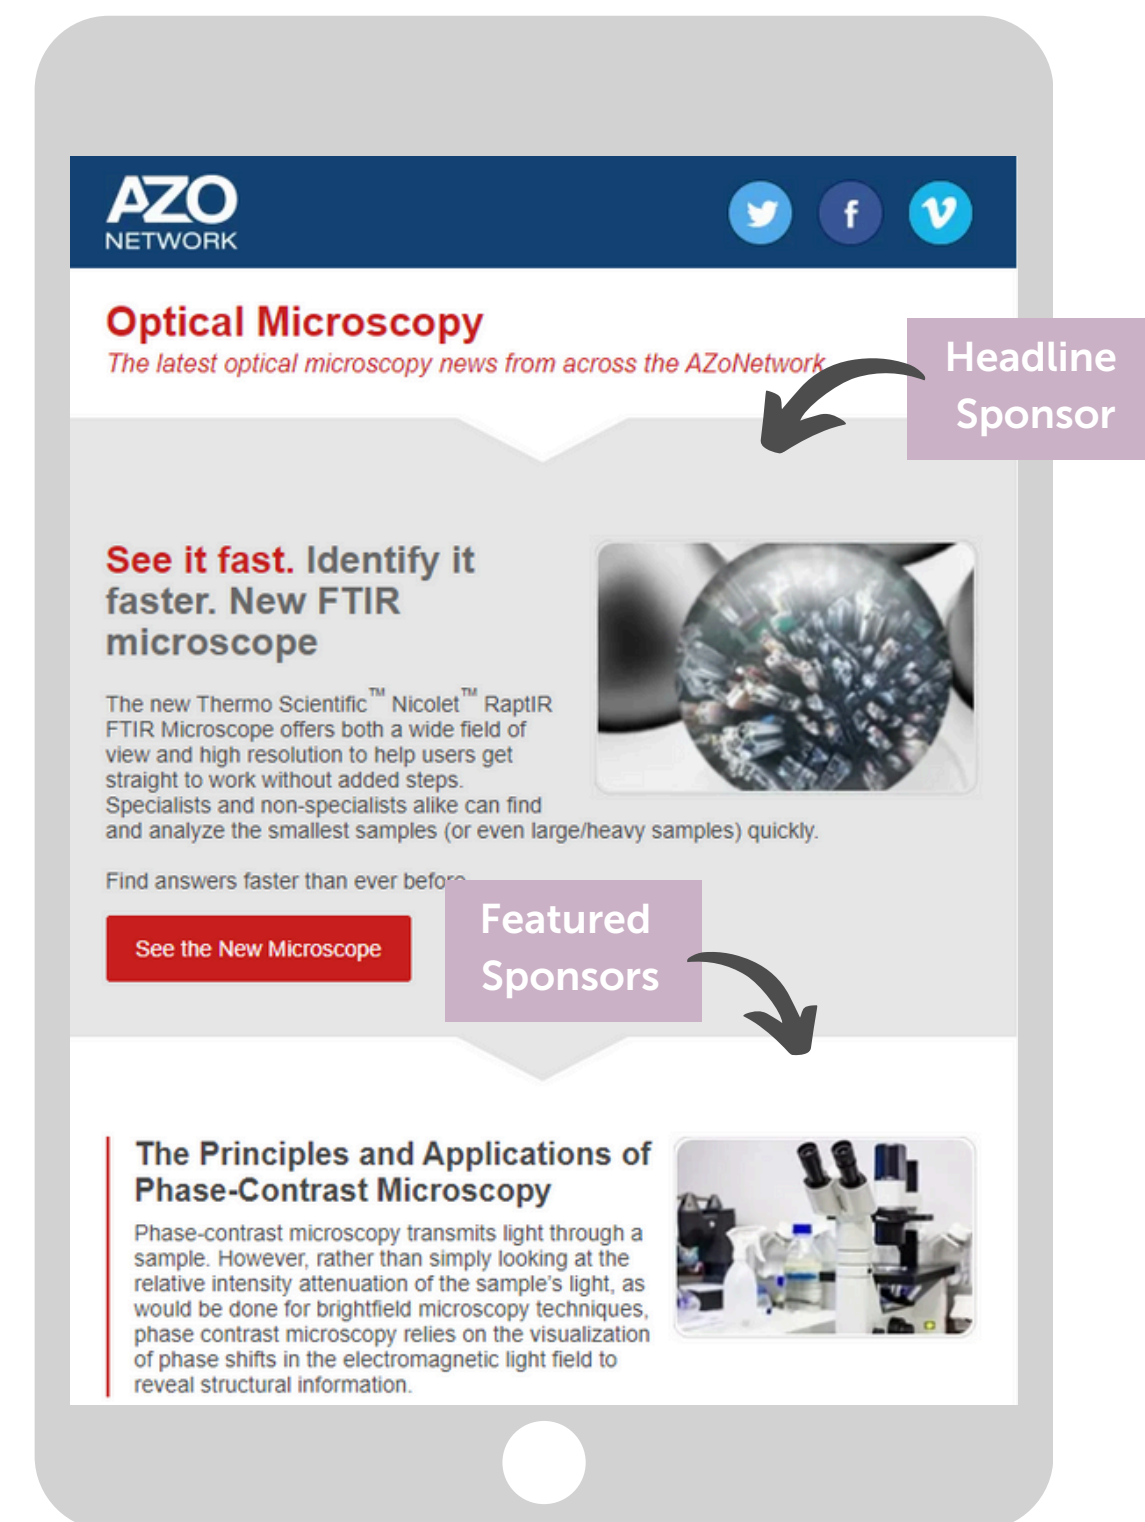 AZO
NETWORK
f
Optical Microscopy
The latest optical microscopy news from across the AZoNetwork
Headline
Sponsor
See it fast. Identify it
faster. New FTIR
microscope
The new Thermo Scientific™ Nicolet™ RaptIR
FTIR Microscope offers both a wide field of
view and high resolution to help users get
straight to work without added steps.
Specialists and non-specialists alike can find
and analyze the smallest samples (or even large/heavy samples) quickly.
Find answers faster than ever before
See the New Microscope
Featured
Sponsors
The Principles and Applications of
Phase-Contrast Microscopy
Phase-contrast microscopy transmits light through a
sample. However, rather than simply looking at the
relative intensity attenuation of the sample's light, as
would be done for brightfield microscopy techniques,
phase contrast microscopy relies on the visualization
of phase shifts in the electromagnetic light field to
reveal structural information.